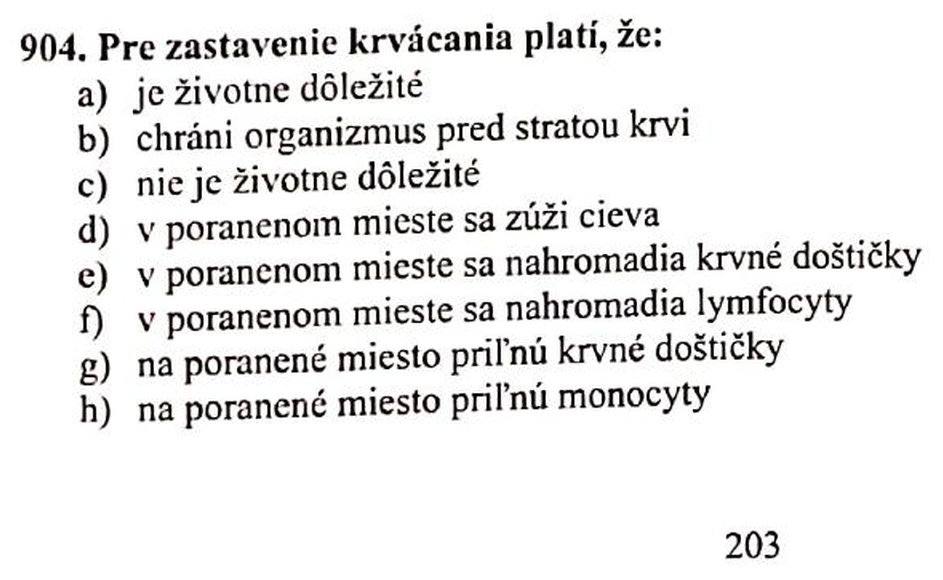 904. Pre zastavenie krvácania platí, že:
a) je životne dôležité
b) chráni organizmus pred stratou krvi
c) nie je životne dôležité
d) v poranenom mieste sa zúži cieva
e) v poranenom mieste sa nahromadia krvné doštičky
f) v poranenom mieste sa nahromadia lymfocyty
g) na poranené miesto priľnú krvné doštičky
h) na poranené miesto priľnú monocyty
203